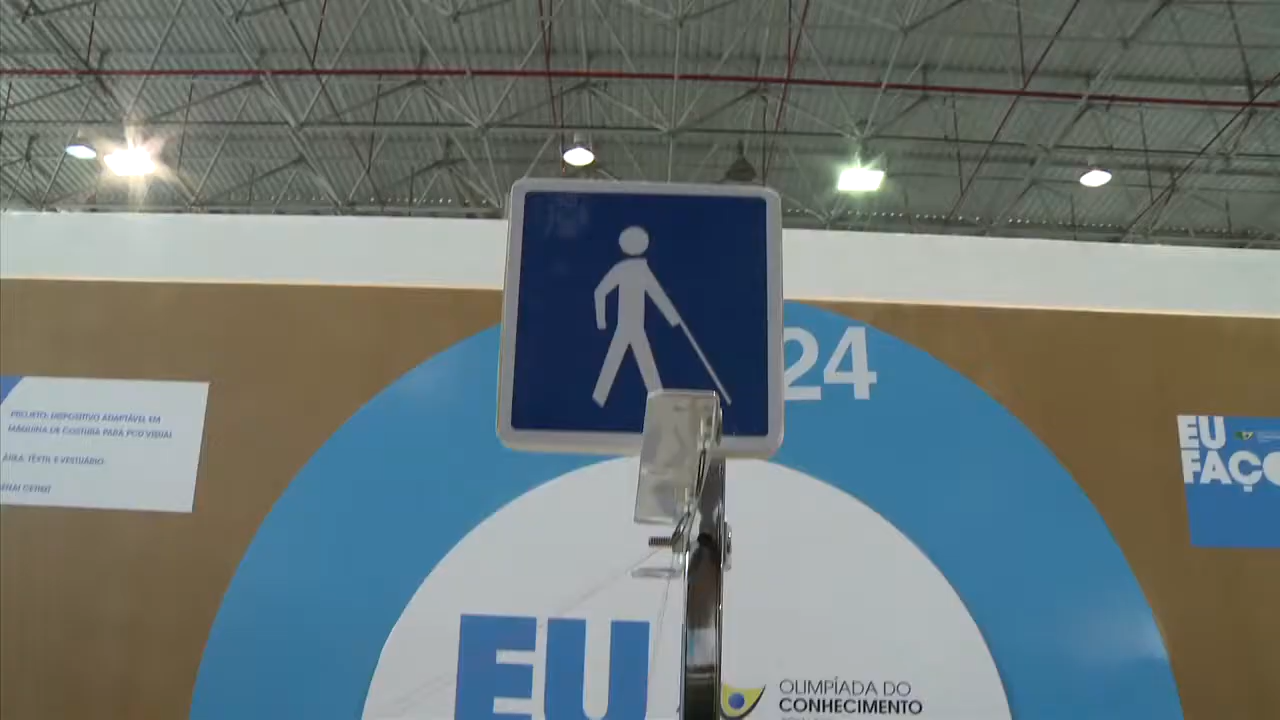 24
PROJETO: DISPOSITIVO ADAPTÁVEL EM
MÁQUINA DE COSTURA PARA PCD VISUAL
ÁREA: TÊXTIL E VESTUÁRIO
SENAI CETIQT
EU
FAÇO
EU
OLIMPÍADA DO
CONHECIMENTO